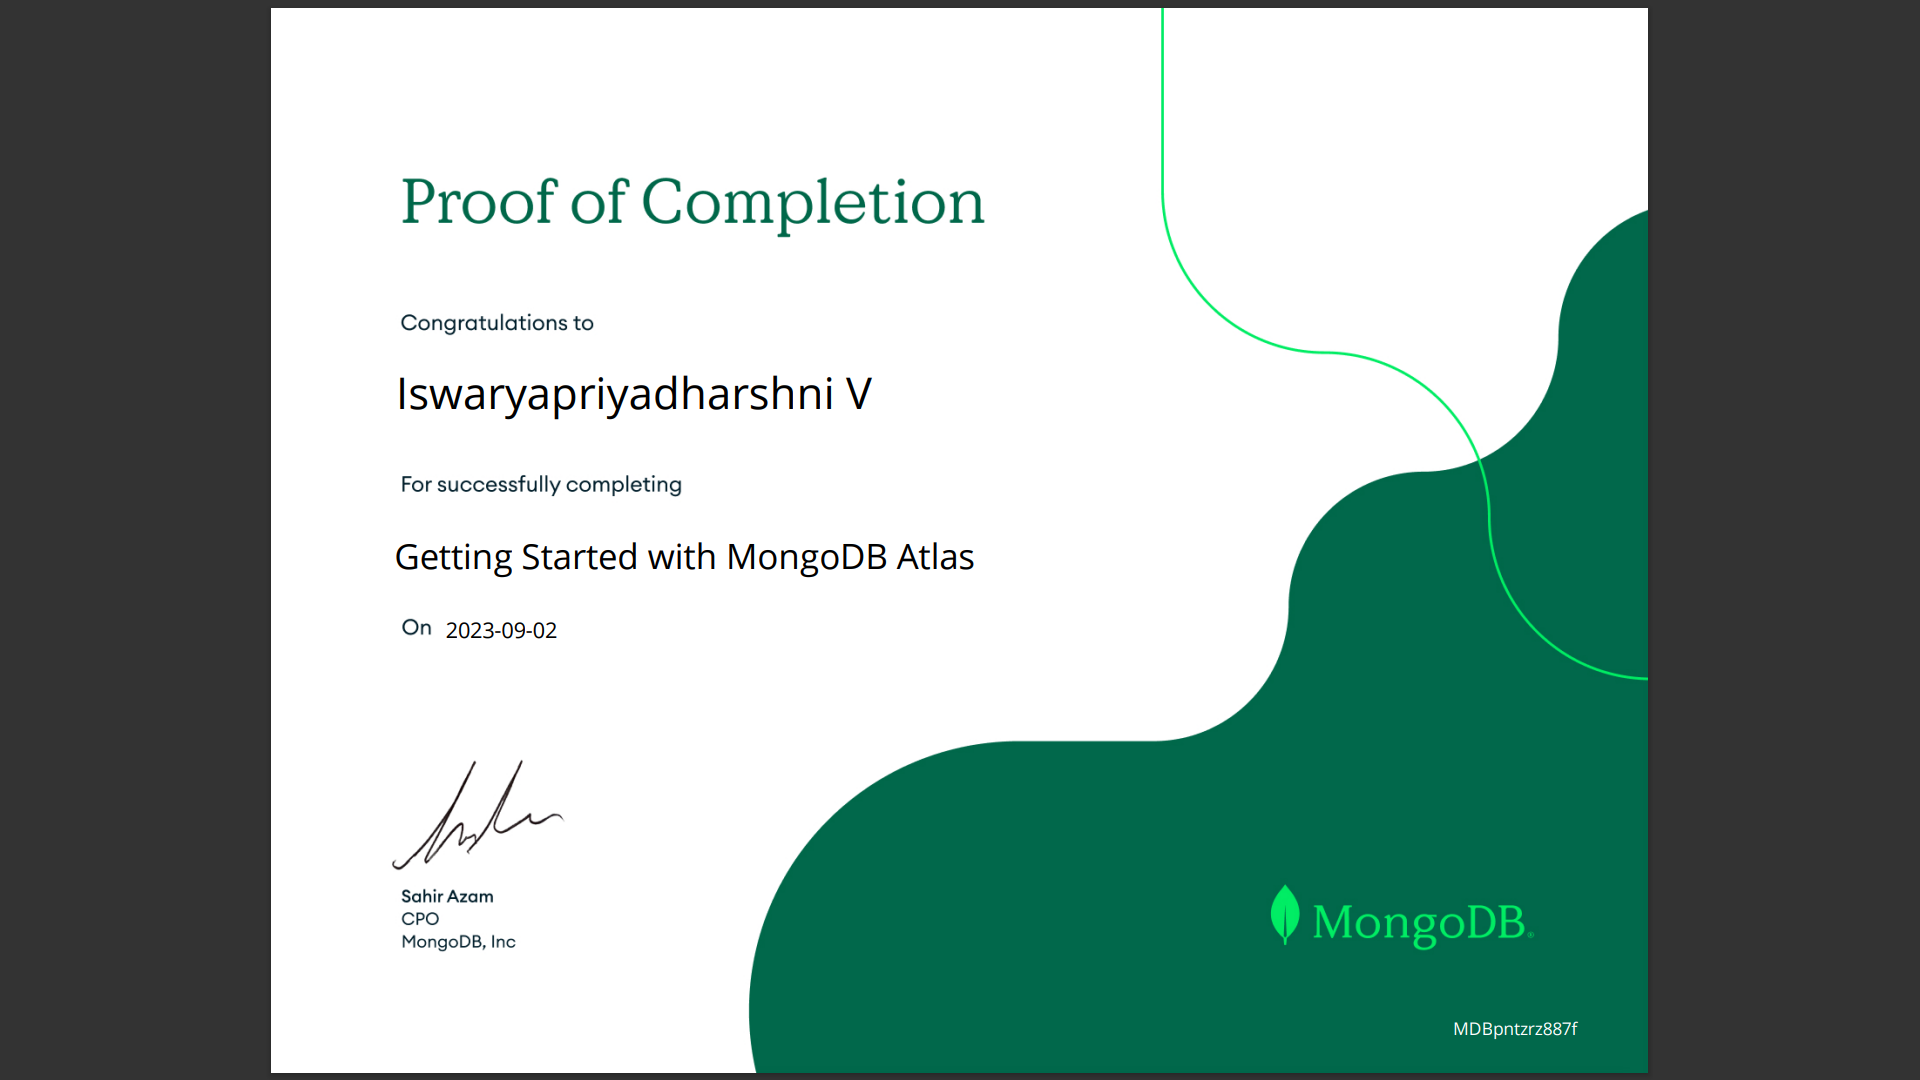 Proof of Completion
Congratulations to
Iswaryapriyadharshni V
For successfully completing
Getting Started with MongoDB Atlas
On 2023-09-02
Sahir Azam
CPO
MongoDB, Inc
MongoDB®
MDBpntzrz887f